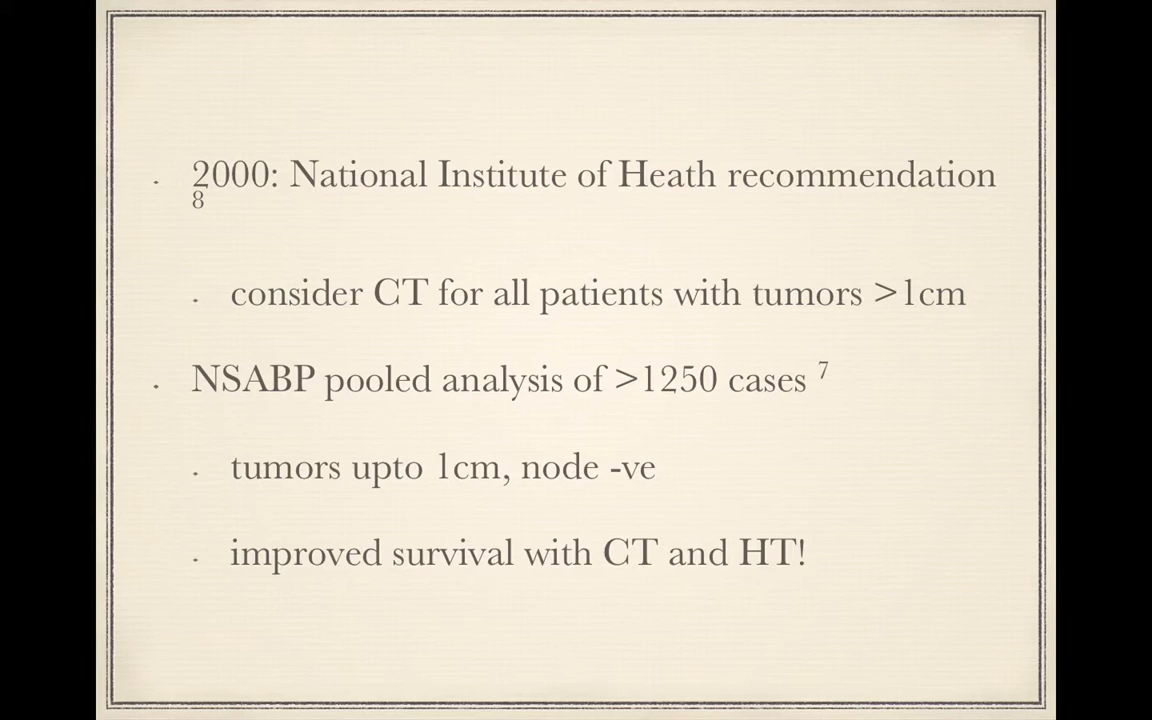 2000: National Institute of Heath recommendation
8
consider CT for all patients with tumors >1cm
NSABP pooled analysis of >1250 cases 7
tumors upto 1cm, node -ve
improved survival with CT and HT!